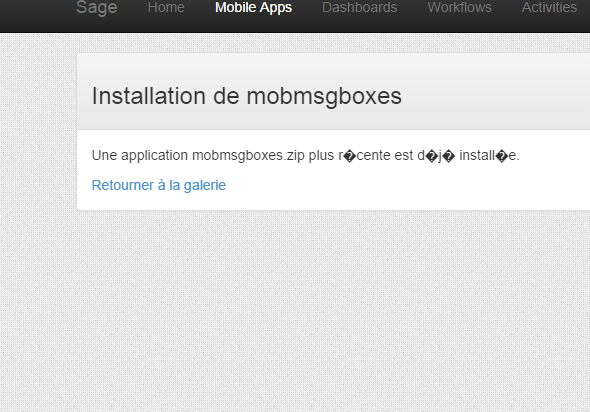 Sage Home Mobile Apps Dashboards Workflows Activities
Installation de mobmsgboxes
Une application mobmsgboxes.zip plus r�cente est d�j� install�e.
Retourner à la galerie